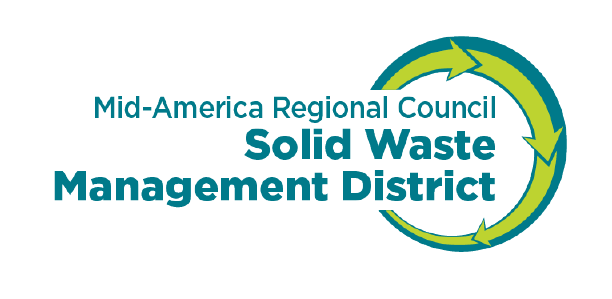 Mid-America Regional Council
Solid Waste
Management District